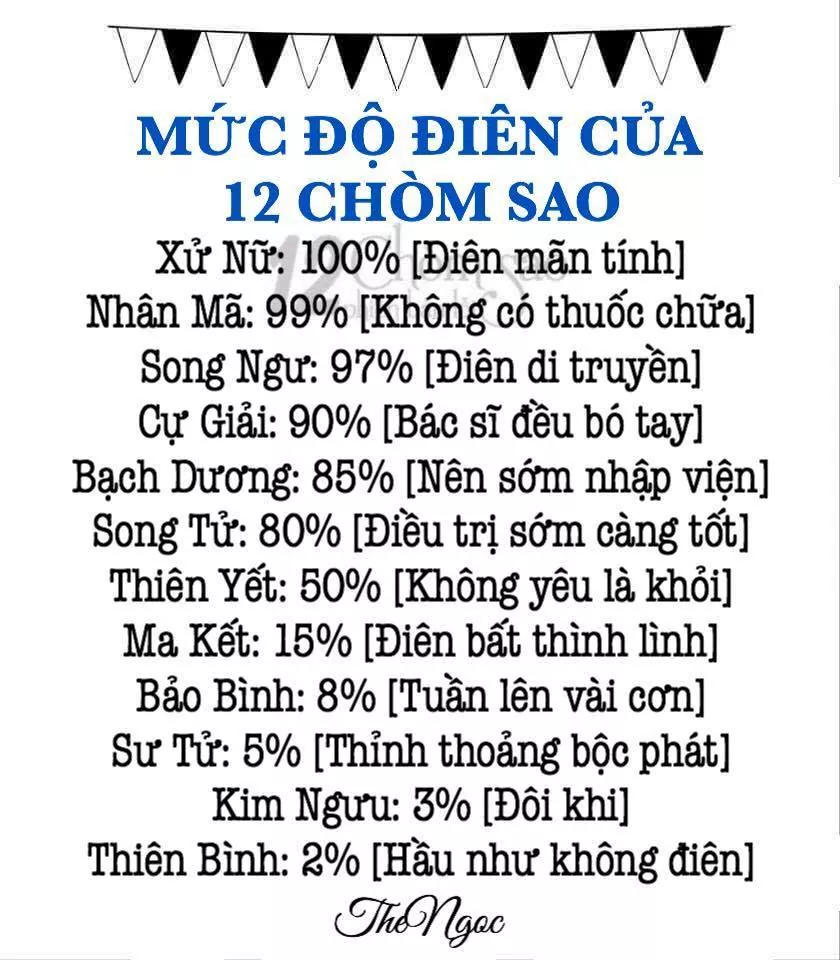 MỨC ĐỘ ĐIÊN CỦA
12 CHÒM SAO
Xử Nữ: 100% [Điên mãn tính]
Nhân Mã: 99% [Không có thuốc chữa]
Song Ngư: 97% [Điên di truyền]
Cự Giải: 90% [Bác sĩ đều bó tay]
Bạch Dương: 85% [Nên sớm nhập viện]
Song Tử: 80% [Điều trị sớm càng tốt]
Thiên Yết: 50% [Không yêu là khỏi]
Ma Kết: 15% [Điên bất thình lình]
Bảo Bình: 8% [Tuần lên vài cơn]
Sư Tử: 5% [Thỉnh thoảng bộc phát]
Kim Ngưu: 3% [Đôi khi]
Thiên Bình: 2% [Hầu như không điên]
TheNgoc